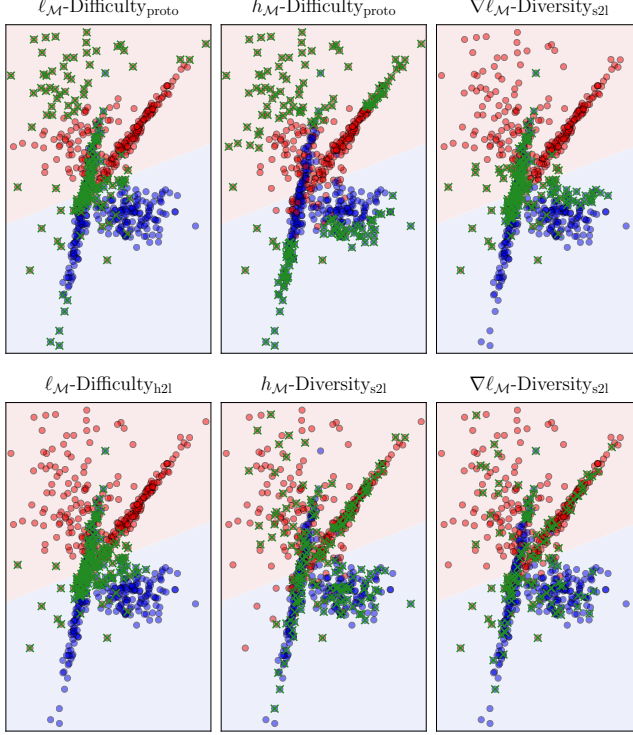 ℓ_ℳ-Difficulty_proto
h_ℳ-Difficulty_proto
∇ℓ_ℳ-Diversity_s2l
ℓ_ℳ-Difficulty_h2l
h_ℳ-Diversity_s2l
∇ℓ_ℳ-Diversity_s2l